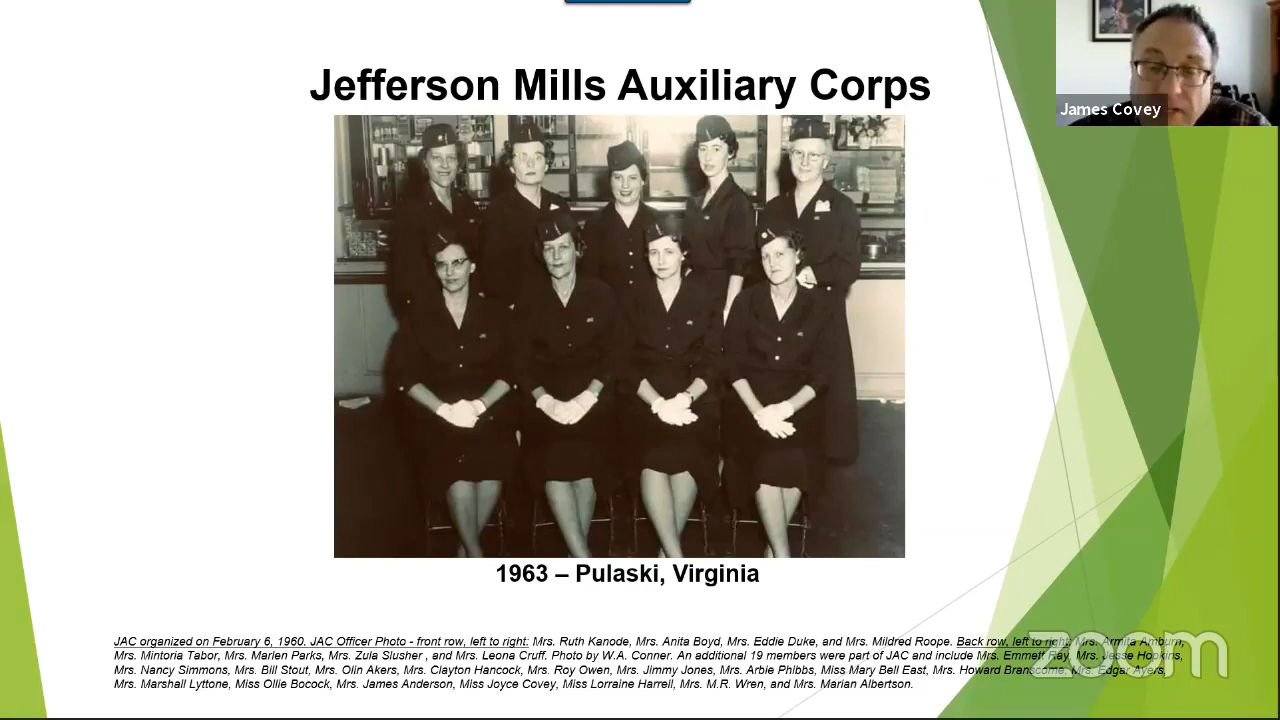 Jefferson Mills Auxiliary Corps
James Covey
1963 – Pulaski, Virginia
JAC organized on February 6, 1960. JAC Officer Photo - front row, left to right: Mrs. Ruth Kanode, Mrs. Anita Boyd, Mrs. Eddie Duke, and Mrs. Mildred Roope. Back row, left to right: Mrs. Armita Amburn,
Mrs. Mintoria Tabor, Mrs. Marlen Parks, Mrs. Zula Slusher , and Mrs. Leona Cruff. Photo by W.A. Conner. An additional 19 members were part of JAC and include Mrs. Emmett Ray, Mrs. Jesse Hopkins,
Mrs. Nancy Simmons, Mrs. Bill Stout, Mrs. Olin Akers, Mrs. Clayton Hancock, Mrs. Roy Owen, Mrs. Jimmy Jones, Mrs. Arbie Phibbs, Miss Mary Bell East, Mrs. Howard Branscome, Mrs. Edgar Ayers,
Mrs. Marshall Lyttone, Miss Ollie Bocock, Mrs. James Anderson, Miss Joyce Covey, Miss Lorraine Harrell, Mrs. M.R. Wren, and Mrs. Marian Albertson.
zoom